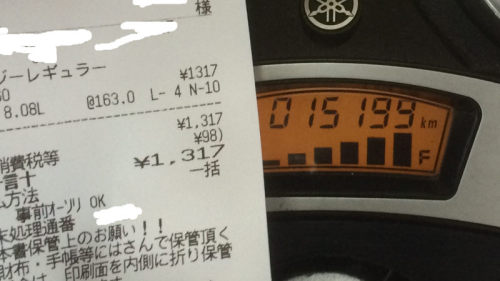 様
ジーレギュラー
¥1317
8.08L @163.0 L- 4 N-10
¥1,317
¥98)
消費税等
¥1,317
一括
方法
事前オーソリ OK
処理通番
本書保管上のお願い!!
財布・手帳等にはさんで保管頂く
印刷面を内側に折り保管
015199 km
F